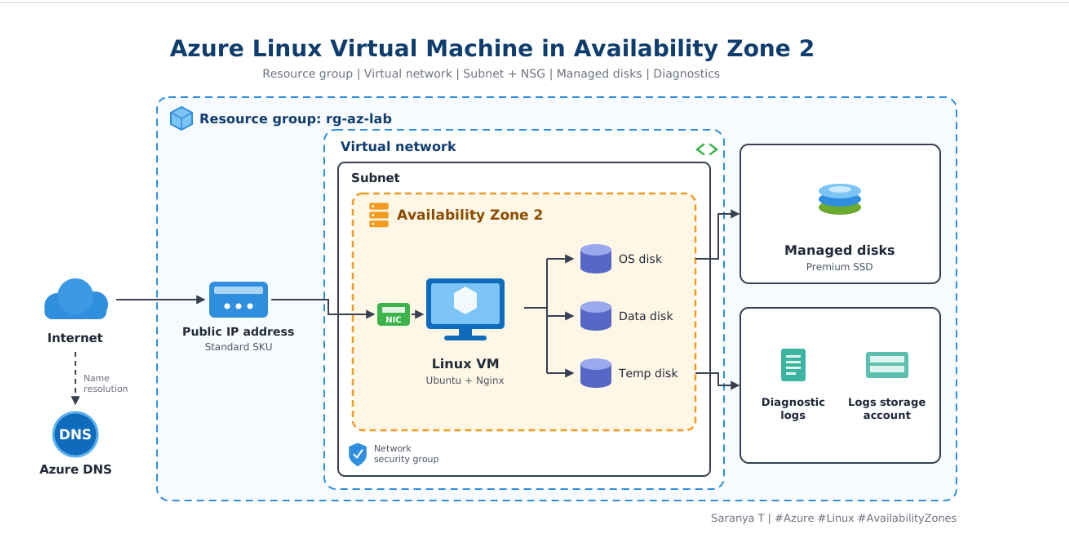 Azure Linux Virtual Machine in Availability Zone 2
Resource group | Virtual network | Subnet + NSG | Managed disks | Diagnostics
Resource group: rg-az-lab
Virtual network
< >
Subnet
Availability Zone 2
OS disk
Data disk
Temp disk
NIC
Linux VM
Ubuntu + Nginx
Network
security group
Internet
Public IP address
Standard SKU
Name
resolution
DNS
Azure DNS
Managed disks
Premium SSD
Diagnostic
logs
Logs storage
account
Saranya T | #Azure #Linux #AvailabilityZones